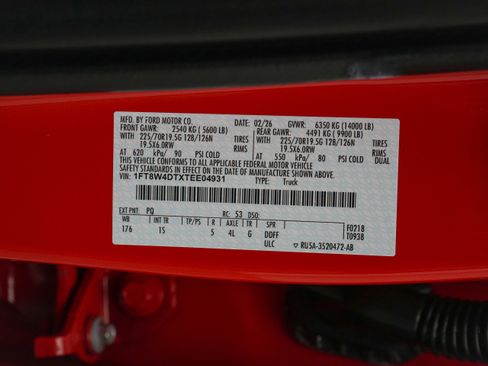 MFD. BY FORD MOTOR CO.
DATE: 02/26 GVWR: 6350 KG (14000 LB)
FRONT GAWR: 2540 KG ( 5600 LB)
REAR GAWR: 4491 KG ( 9900 LB)
WITH 225/70R19.5G 128/126N TIRES
WITH 225/70R19.5G 128/126N TIRES
19.5X6.0RW RIMS
19.5X6.0RW RIMS
AT 620 kPa/ 90 PSI COLD
AT 550 kPa/ 80 PSI COLD DUAL
THIS VEHICLE CONFORMS TO ALL APPLICABLE FEDERAL MOTOR VEHICLE
SAFETY STANDARDS IN EFFECT ON THE DATE OF MANUFACTURE SHOWN ABOVE.
VIN: 1FT8W4DTXTEE04931 TYPE: Truck
EXT PNT: PQ RC: 53 DSO:
WB INT TR TP/PS R AXLE TR SPR
176 1S 5 4L G DDFF
ULC
F0218
T0938
RU5A-3520472-AB